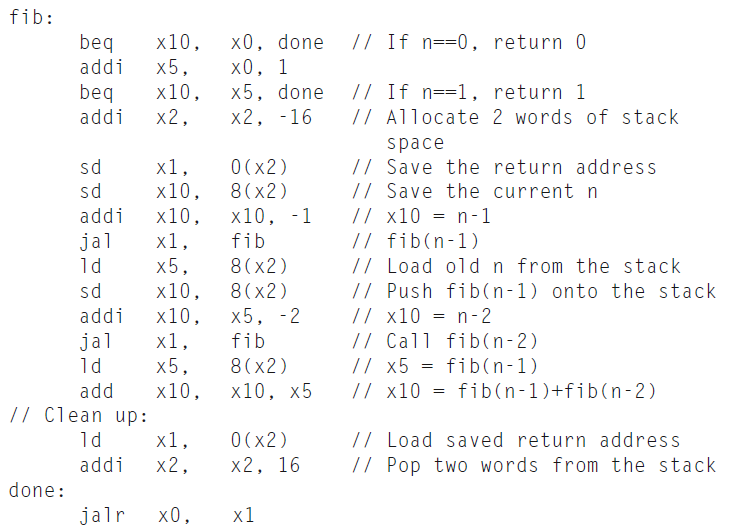 fib:
beq x10, x0, done // If n==0, return 0
addi x5, x0, 1
beq x10, x5, done // If n==1, return 1
addi x2, x2, -16 // Allocate 2 words of stack
space
sd x1, 0(x2) // Save the return address
sd x10, 8(x2) // Save the current n
addi x10, x10, -1 // x10 = n-1
jal x1, fib // fib(n-1)
ld x5, 8(x2) // Load old n from the stack
sd x10, 8(x2) // Push fib(n-1) onto the stack
addi x10, x5, -2 // x10 = n-2
jal x1, fib // Call fib(n-2)
ld x5, 8(x2) // x5 = fib(n-1)
add x10, x10, x5 // x10 = fib(n-1)+fib(n-2)
// Clean up:
ld x1, 0(x2) // Load saved return address
addi x2, x2, 16 // Pop two words from the stack
done:
jalr x0, x1